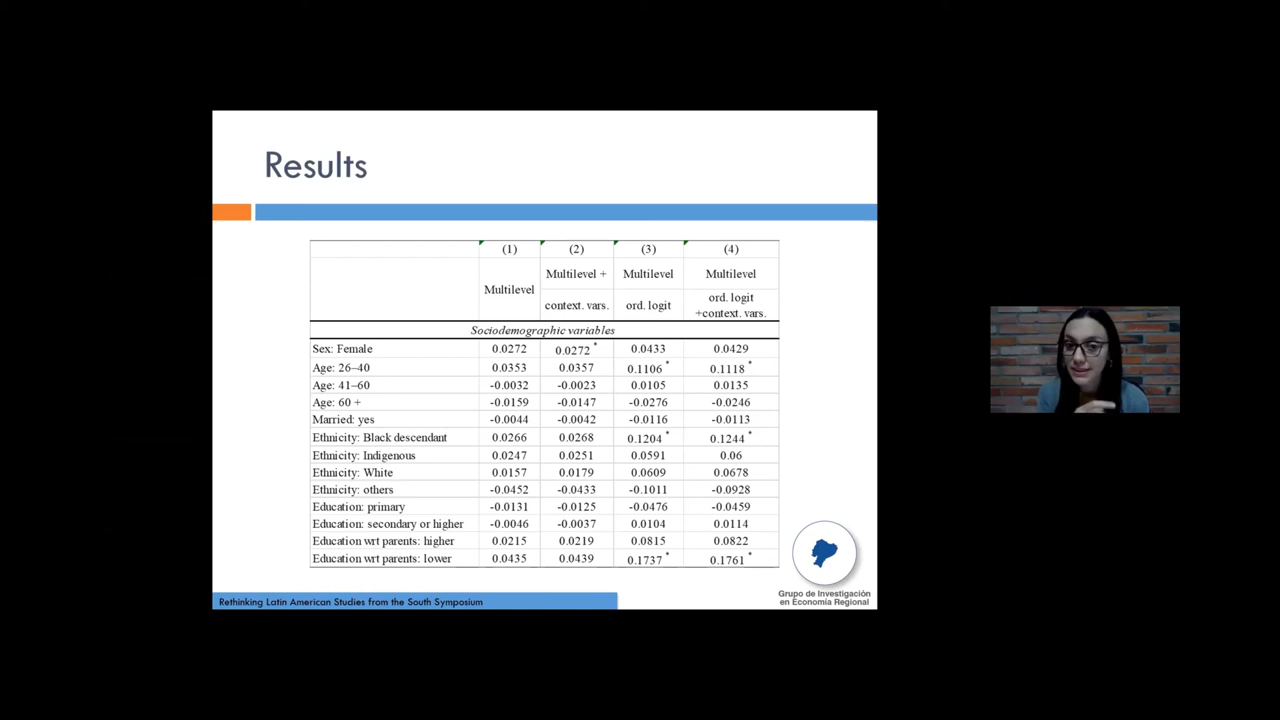 Results
(1) (2) (3) (4)
Multilevel Multilevel + Multilevel Multilevel
context. vars. ord. logit ord. logit
+context. vars.
Sociodemographic variables
Sex: Female 0.0272 0.0272 * 0.0433 0.0429
Age: 26–40 0.0353 0.0357 0.1106 * 0.1118 *
Age: 41–60 -0.0032 -0.0023 0.0105 0.0135
Age: 60 + -0.0159 -0.0147 -0.0276 -0.0246
Married: yes -0.0044 -0.0042 -0.0116 -0.0113
Ethnicity: Black descendant 0.0266 0.0268 0.1204 * 0.1244 *
Ethnicity: Indigenous 0.0247 0.0251 0.0591 0.06
Ethnicity: White 0.0157 0.0179 0.0609 0.0678
Ethnicity: others -0.0452 -0.0433 -0.1011 -0.0928
Education: primary -0.0131 -0.0125 -0.0476 -0.0459
Education: secondary or higher -0.0046 -0.0037 0.0104 0.0114
Education wrt parents: higher 0.0215 0.0219 0.0815 0.0822
Education wrt parents: lower 0.0435 0.0439 0.1737 * 0.1761 *
Grupo de Investigación
en Economía Regional
Rethinking Latin American Studies from the South Symposium